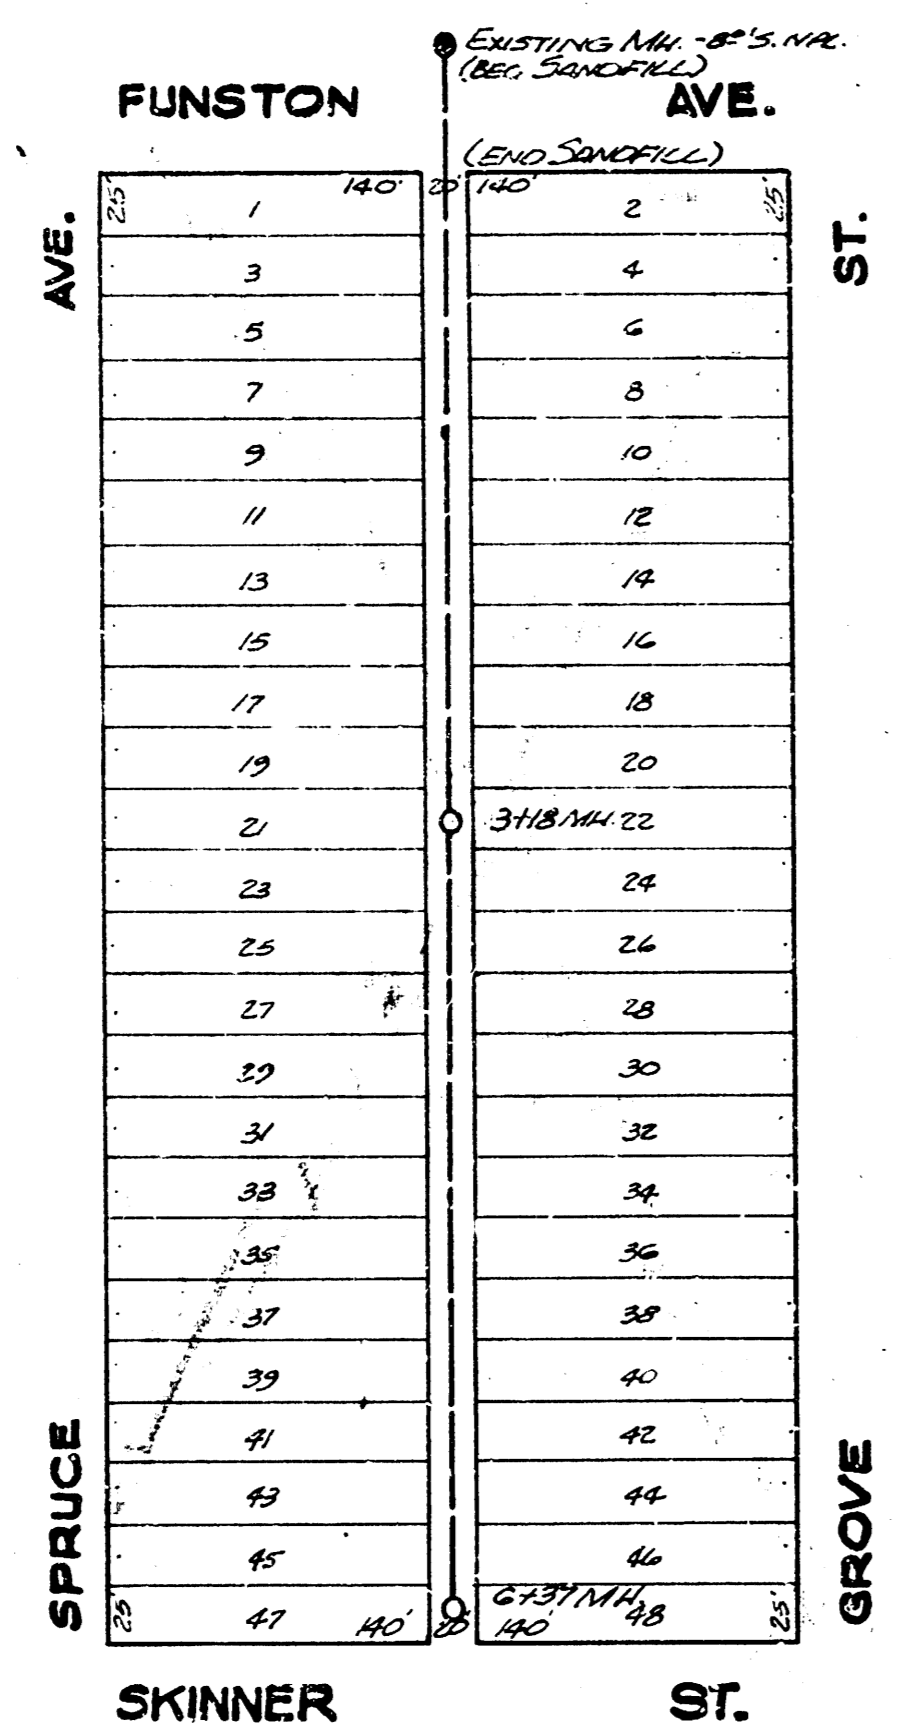 EXISTING MH. - 8⁰'S. NPL.
(BEG SANDFILL)
FUNSTON AVE.
(END SANDFILL)
25' 140' 20' 140' 25'
1 2
AVE. ST.
3 4
5 6
7 8
9 10
11 12
13 14
15 16
17 18
19 20
21 3+18 MH. 22
23 24
25 26
27 28
29 30
31 32
33 34
35 36
37 38
39 40
41 42
43 44
45 46
SPRUCE GROVE
6+37 MH.
25' 47 140' 20' 140' 48 25'
SKINNER ST.